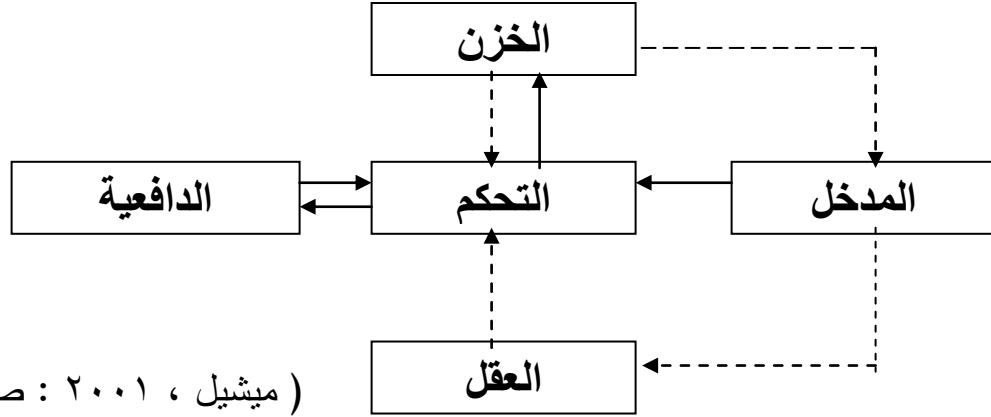 الخزن
المدخل
التحكم
الدافعية
العقل
( ميشيل ، ٢٠٠١ : ص